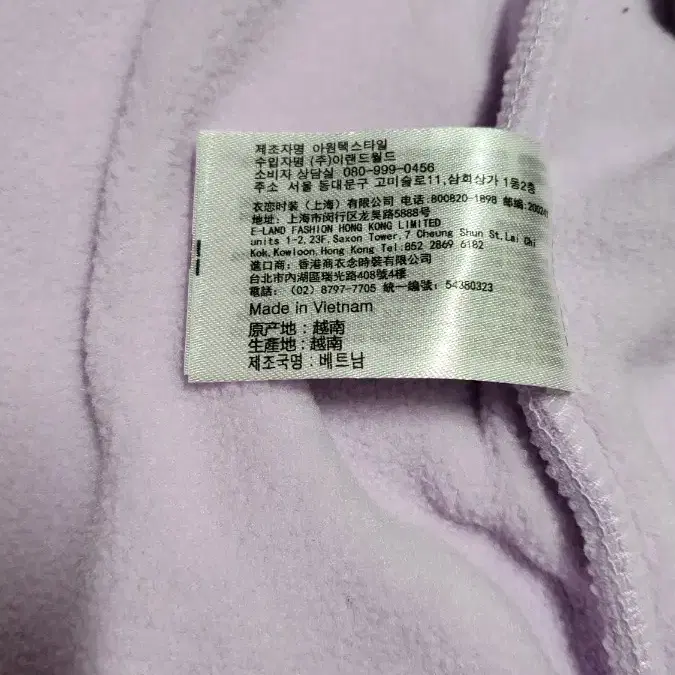 제조자명 아원텍스타일
수입자명 (주)이랜드월드
소비자 상담실 080-999-0456
주소 서울 동대문구 고미술로11,삼희상가 1동2층
衣恋时装（上海）有限公司 电话:800820-1898 邮编:200241
地址: 上海市闵行区龙吴路5888号
E-LAND FASHION HONG KONG LIMITED
units 1-2,23F,Saxon Tower,7 Cheung Shun St,Lai Chi
Kok,Kowloon,Hong Kong Tel:852 2869 6182
進口商: 香港商衣念時裝有限公司
台北市內湖區瑞光路408號4樓
電話: (02) 8797-7705 統一編號: 54380323
Made in Vietnam
原产地 : 越南
生產地 : 越南
제조국명 : 베트남